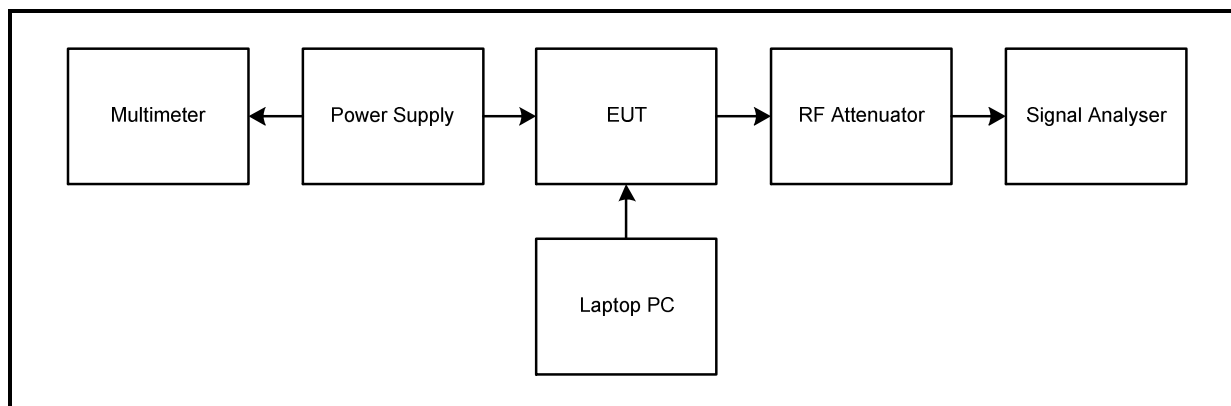 Multimeter
Power Supply
EUT
RF Attenuator
Signal Analyser
Laptop PC